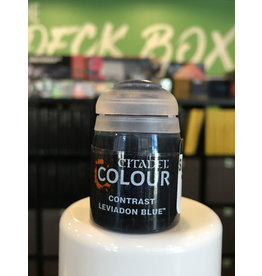 DECK BOX
CITADEL
COLOUR
CONTRAST
LEVIADON BLUE™